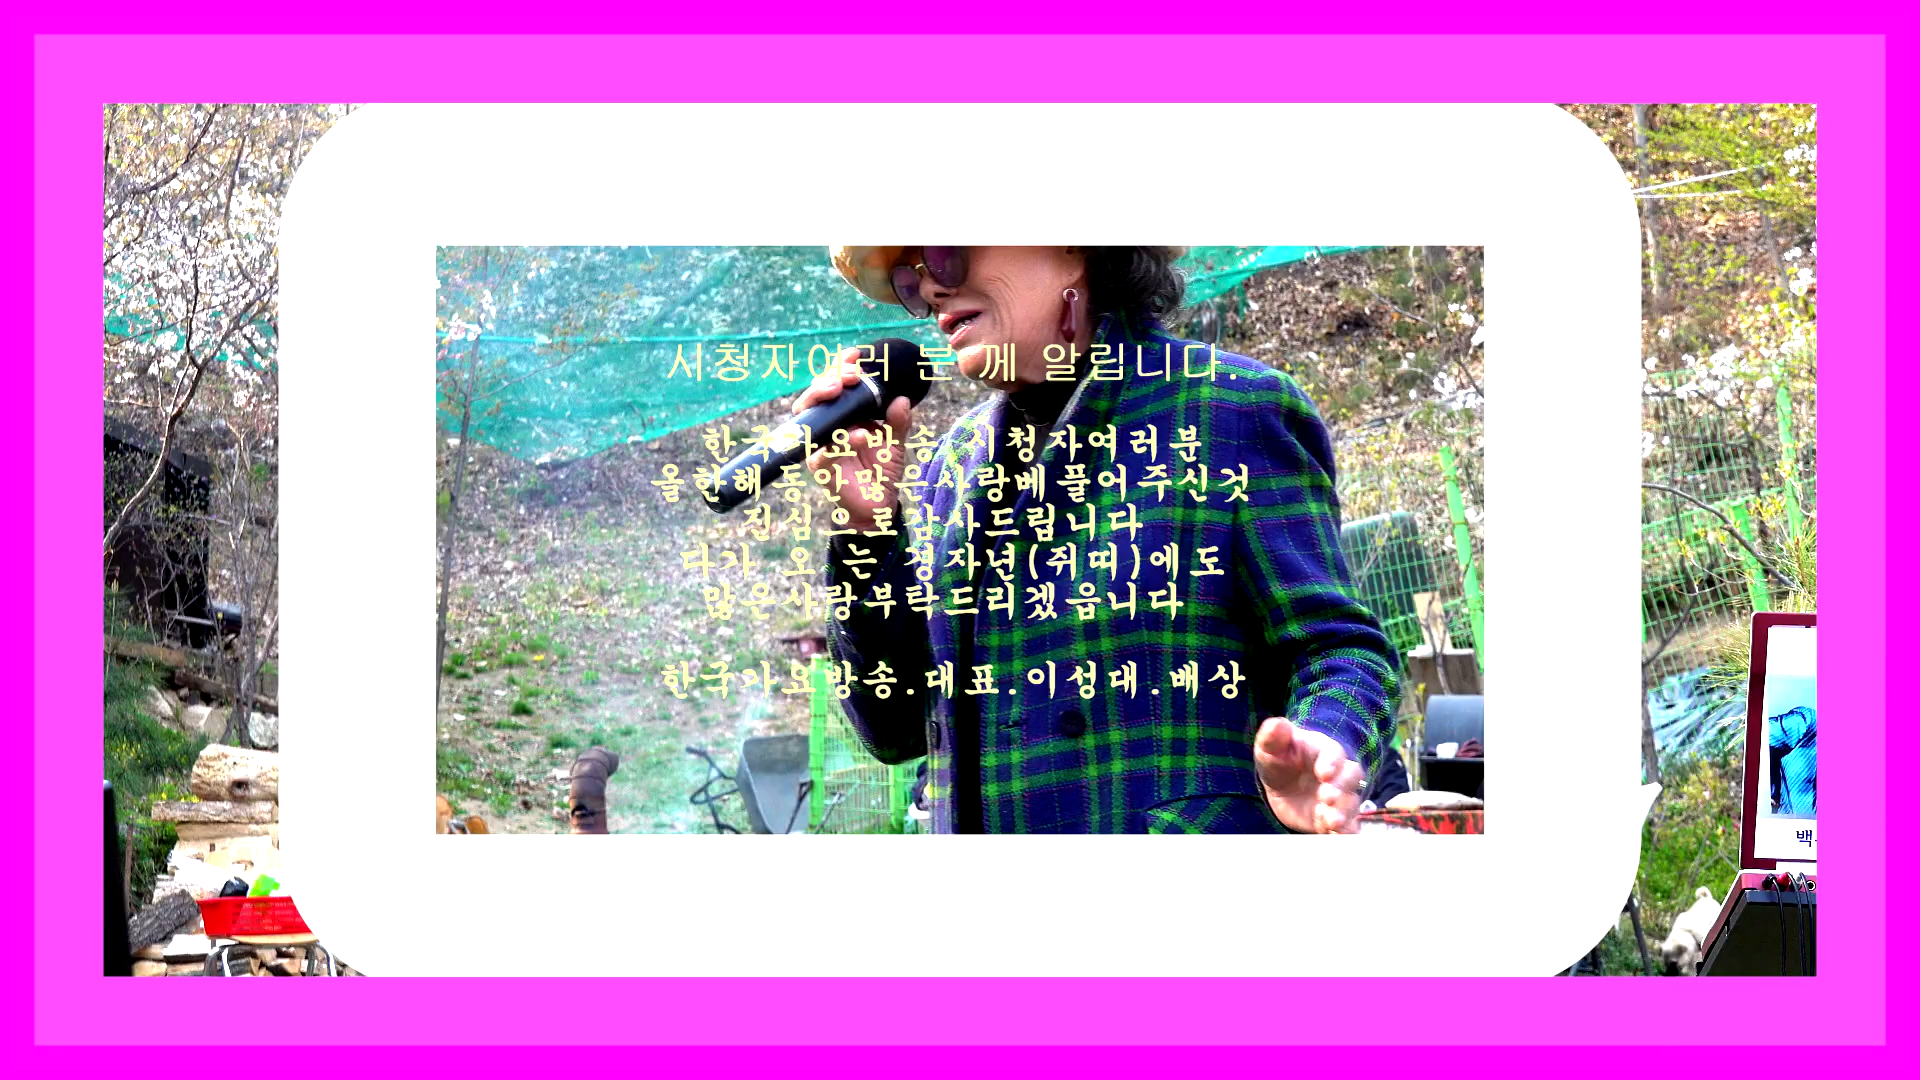 시청자여러 분 께 알립니다.
한국가요방송 시청자여러분
올한해동안많은사랑베풀어주신것
진심으로감사드립니다
다가 오 는 경자년(쥐띠)에도
많은사랑부탁드리겠읍니다
한국가요방송.대표.이성대.배상
백